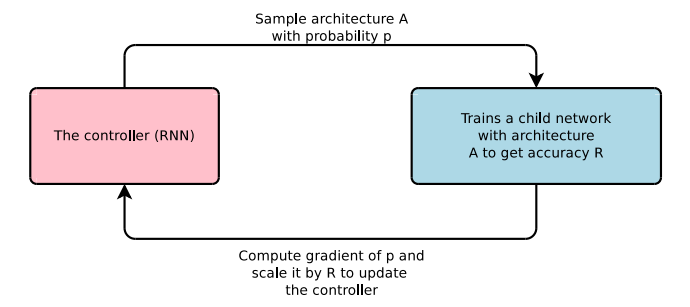 Sample architecture A
with probability p
The controller (RNN)
Trains a child network
with architecture
A to get accuracy R
Compute gradient of p and
scale it by R to update
the controller